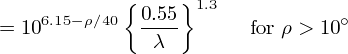 = 10^{6.15−ρ/40} {0.55/λ}^{1.3} for ρ > 10°